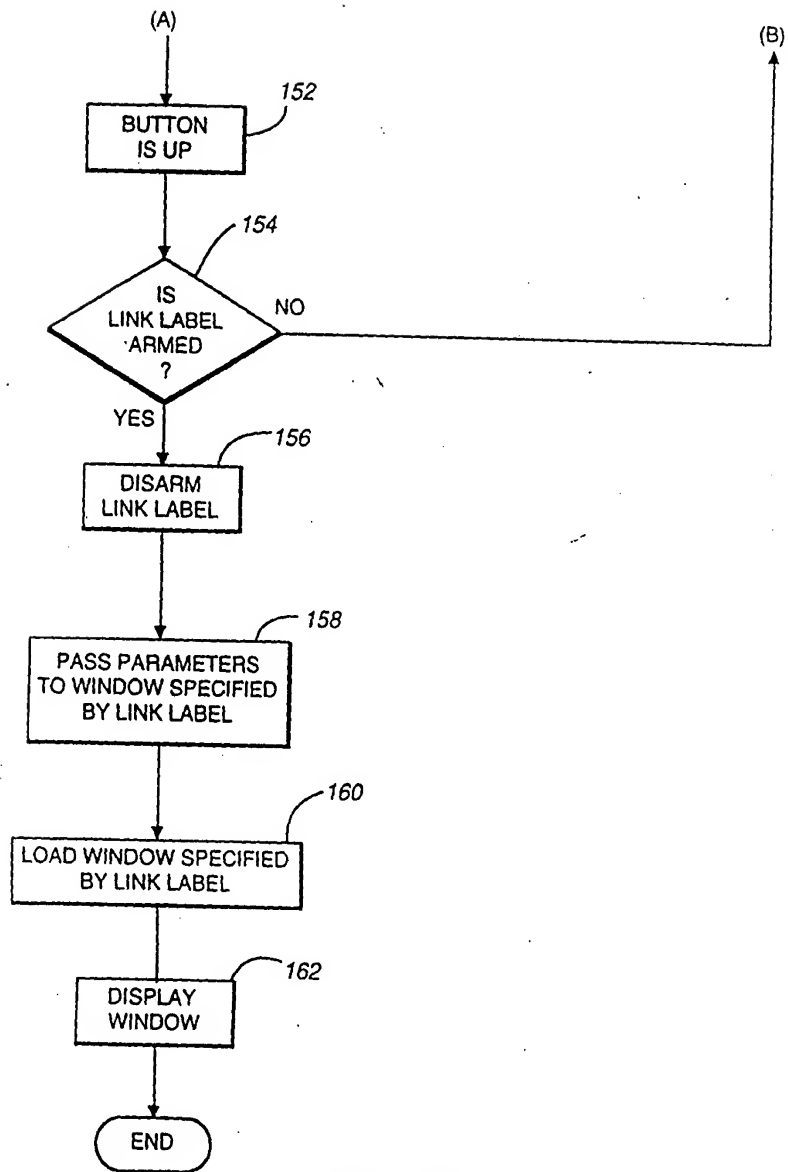 (A)
(B)
152
BUTTON
IS UP
154
IS
LINK LABEL
ARMED
?
NO
YES
156
DISARM
LINK LABEL
158
PASS PARAMETERS
TO WINDOW SPECIFIED
BY LINK LABEL
160
LOAD WINDOW SPECIFIED
BY LINK LABEL
162
DISPLAY
WINDOW
END